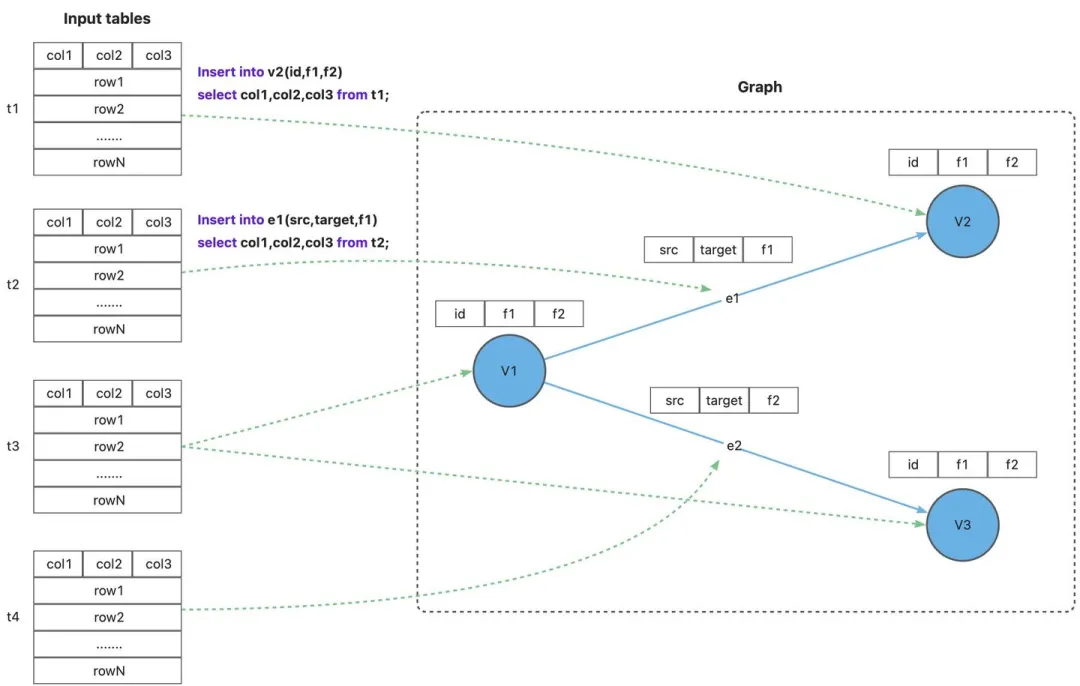 Input tables
col1 col2 col3
row1
t1
row2
.......
rowN
Insert into v2(id,f1,f2)
select col1,col2,col3 from t1;
col1 col2 col3
row1
t2
row2
.......
rowN
Insert into e1(src,target,f1)
select col1,col2,col3 from t2;
col1 col2 col3
row1
t3
row2
.......
rowN
col1 col2 col3
row1
t4
row2
.......
rowN
Graph
id f1 f2
V2
src target f1
e1
id f1 f2
V1
src target f2
e2
id f1 f2
V3